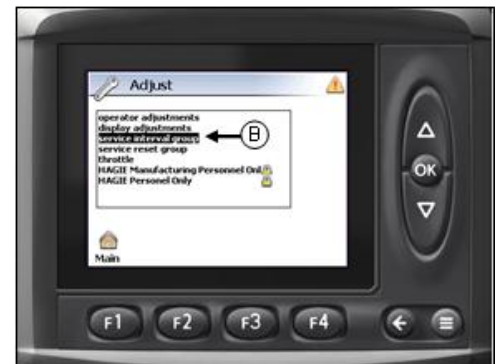 Adjust
operator adjustments
display adjustments
service interval group
B
service reset group
throttle
HAGIE Manufacturing Personnel Onl
HAGIE Personel Only
Main
OK
F1 F2 F3 F4